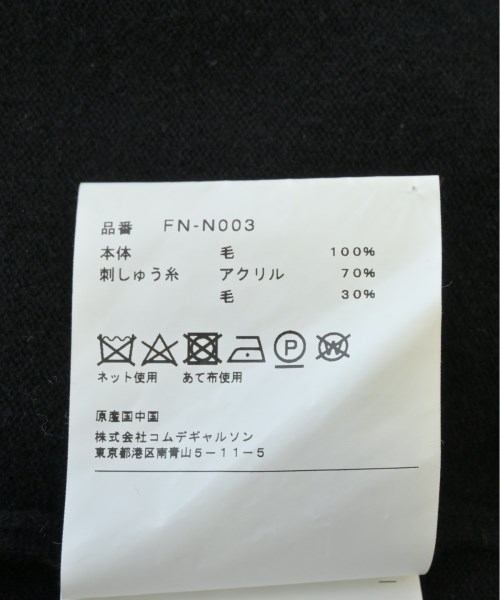 品番 FN-N003
本体 毛 100%
刺しゅう糸 アクリル 70%
毛 30%
P W
ネット使用 あて布使用
原産国中国
株式会社コムデギャルソン
東京都港区南青山5-11-5